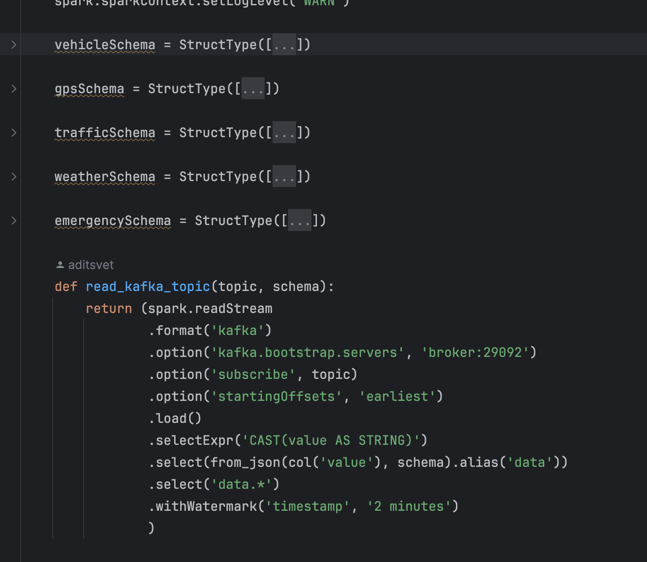 spark.sparkContext.setLogLevel('WARN')
vehicleSchema = StructType([...])
gpsSchema = StructType([...])
trafficSchema = StructType([...])
weatherSchema = StructType([...])
emergencySchema = StructType([...])
aditsvet
def read_kafka_topic(topic, schema):
return (spark.readStream
.format('kafka')
.option('kafka.bootstrap.servers', 'broker:29092')
.option('subscribe', topic)
.option('startingOffsets', 'earliest')
.load()
.selectExpr('CAST(value AS STRING)')
.select(from_json(col('value'), schema).alias('data'))
.select('data.*')
.withWatermark('timestamp', '2 minutes')
)